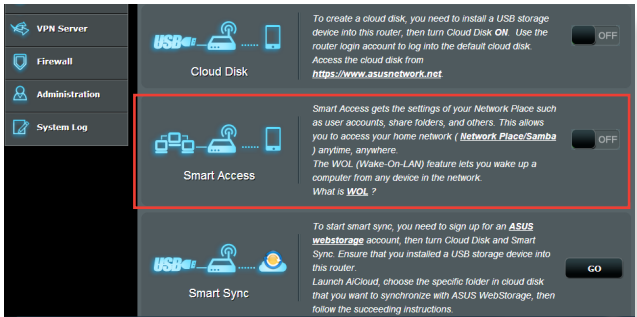 VPN Server
Firewall
Administration
System Log
USB
Cloud Disk
To create a cloud disk, you need to install a USB storage
device into this router, then turn Cloud Disk ON. Use the
router login account to log into the default cloud disk.
Access the cloud disk from
https://www.asusnetwork.net.
OFF
Smart Access
Smart Access gets the settings of your Network Place such
as user accounts, share folders, and others. This allows
you to access your home network ( Network Place/Samba
) anytime, anywhere.
The WOL (Wake-On-LAN) feature lets you wake up a
computer from any device in the network.
What is WOL ?
OFF
USB
Smart Sync
To start smart sync, you need to sign up for an ASUS
webstorage account, then turn Cloud Disk and Smart
Sync. Ensure that you installed a USB storage device into
this router.
Launch AiCloud, choose the specific folder in cloud disk
that you want to synchronize with ASUS WebStorage, then
follow the succeeding instructions.
GO